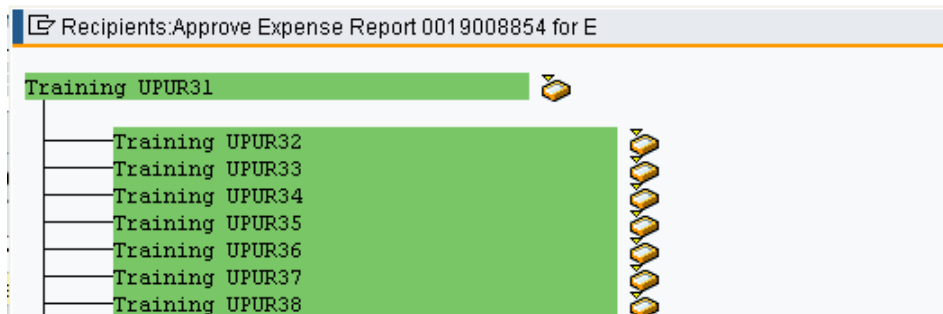 Recipients:Approve Expense Report 0019008854 for E
Training UPUR31
Training UPUR32
Training UPUR33
Training UPUR34
Training UPUR35
Training UPUR36
Training UPUR37
Training UPUR38